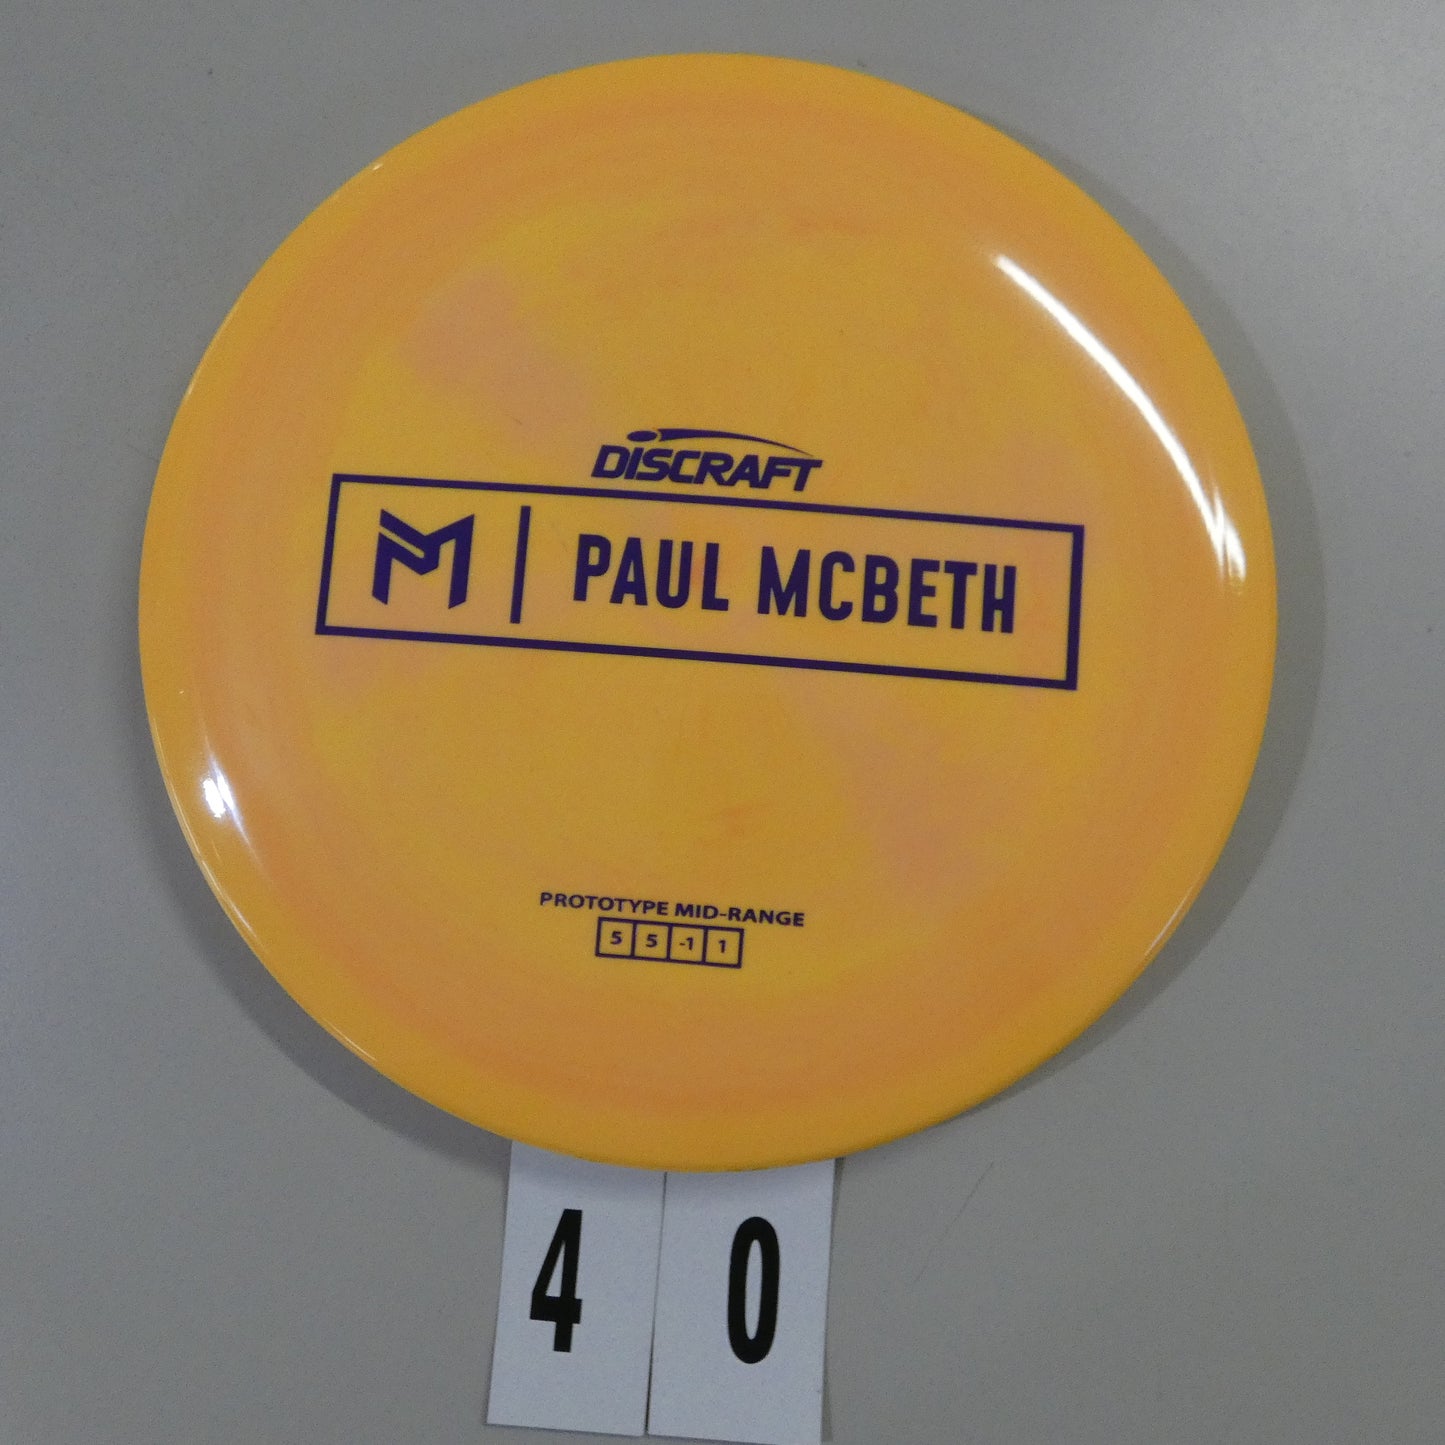 DISCRAFT
M | PAUL MCBETH
PROTOTYPE MID-RANGE
5 5 -1 1
4 0